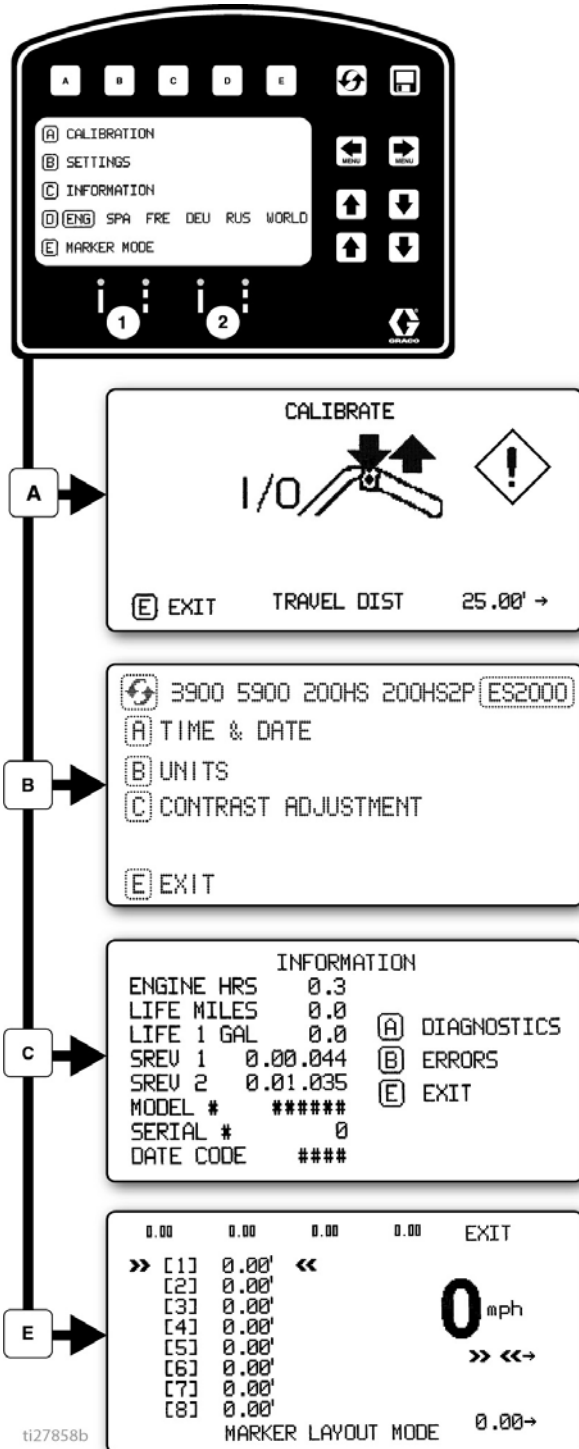 A B C D E
A CALIBRATION
B SETTINGS
C INFORMATION
D ENG SPA FRE DEU RUS WORLD
E MARKER MODE
MENU MENU
1 2
GRACO
A
CALIBRATE
I/O
!
E EXIT TRAVEL DIST 25.00' →
B
3900 5900 200HS 200HS2P ES2000
A TIME & DATE
B UNITS
C CONTRAST ADJUSTMENT
E EXIT
C
INFORMATION
ENGINE HRS 0.3
LIFE MILES 0.0
LIFE 1 GAL 0.0
SREV 1 0.00.044
SREV 2 0.01.035
MODEL # ######
SERIAL # 0
DATE CODE ####
A DIAGNOSTICS
B ERRORS
E EXIT
E
0.00 0.00 0.00 0.00 EXIT
>> [1] 0.00' <<
[2] 0.00'
[3] 0.00'
[4] 0.00'
[5] 0.00'
[6] 0.00'
[7] 0.00'
[8] 0.00'
0 mph
>> <<→
MARKER LAYOUT MODE 0.00→
ti27858b